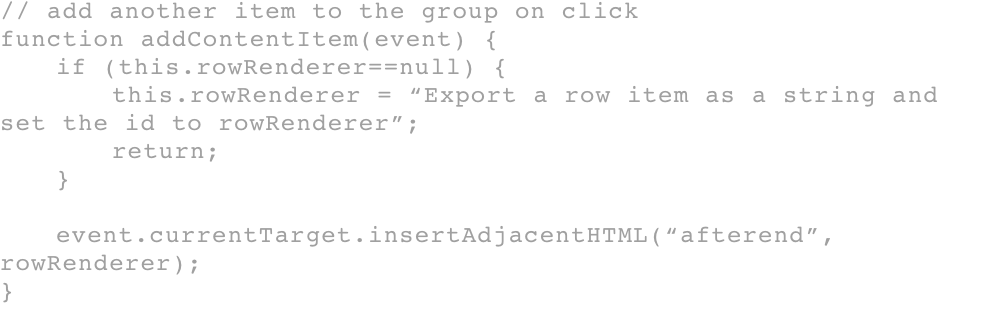 // add another item to the group on click
function addContentItem(event) {
    if (this.rowRenderer==null) {
        this.rowRenderer = “Export a row item as a string and
set the id to rowRenderer”;
        return;
    }

    event.currentTarget.insertAdjacentHTML(“afterend”,
rowRenderer);
}